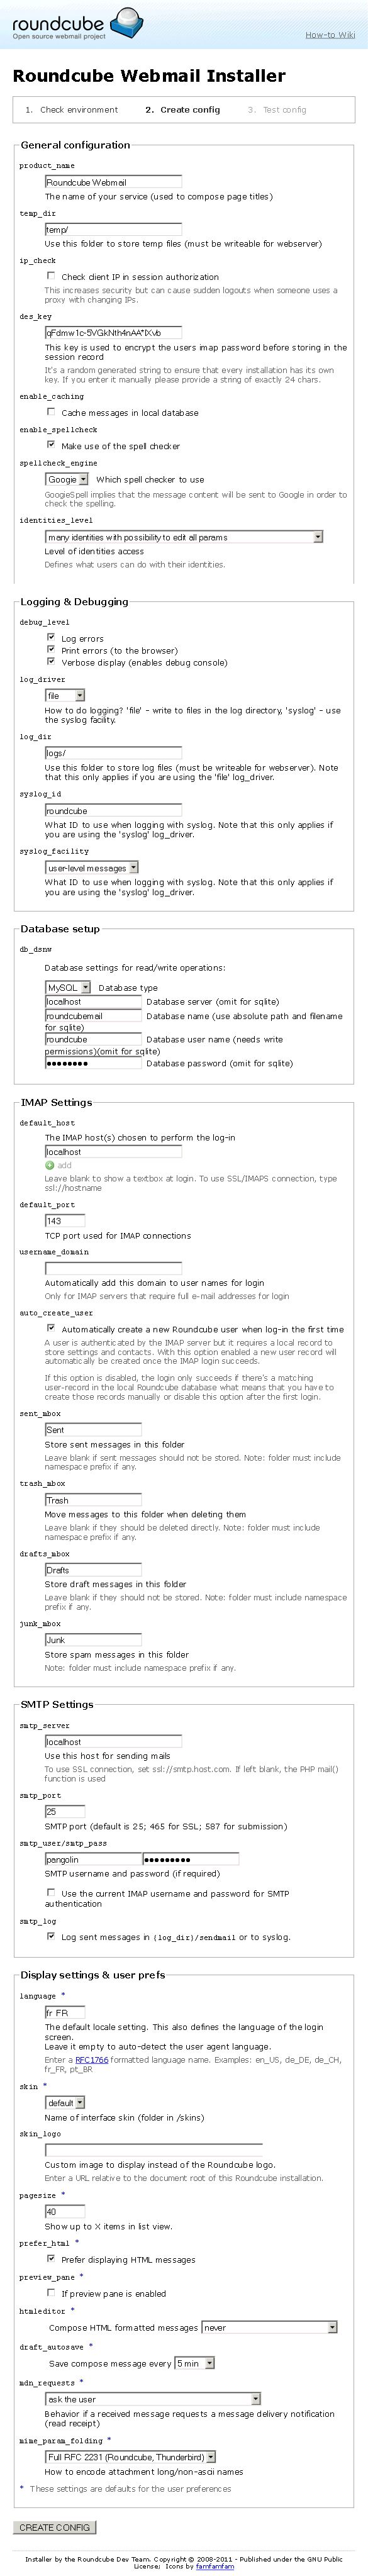 roundcube
Open source webmail project
How-to Wiki
Roundcube Webmail Installer
1. Check environment 2. Create config 3. Test config
General configuration
product_name
Roundcube Webmail
The name of your service (used to compose page titles)
temp_dir
temp/
Use this folder to store temp files (must be writeable for webserver)
ip_check
Check client IP in session authorization
This increases security but can cause sudden logouts when someone uses a
proxy with changing IPs.
des_key
This key is used to encrypt the users imap password before storing in the
session record
It's a random generated string to ensure that every installation has its own
key. If you enter it manually please provide a string of exactly 24 chars.
enable_caching
Cache messages in local database
enable_spellcheck
Make use of the spell checker
spellcheck_engine
Googie Which spell checker to use
GoogieSpell implies that the message content will be sent to Google in order to
check the spelling.
identities_level
many identities with possibility to edit all params
Level of identities access
Defines what users can do with their identities.
Logging & Debugging
debug_level
Log errors
Print errors (to the browser)
Verbose display (enables debug console)
log_driver
file
How to do logging? 'file' - write to files in the log directory, 'syslog' - use
the syslog facility.
log_dir
logs/
Use this folder to store log files (must be writeable for webserver). Note
that this only applies if you are using the 'file' log_driver.
syslog_id
roundcube
What ID to use when logging with syslog. Note that this only applies if
you are using the 'syslog' log_driver.
syslog_facility
user-level messages
What ID to use when logging with syslog. Note that this only applies if
you are using the 'syslog' log_driver.
Database setup
db_dsnw
Database settings for read/write operations:
MySQL Database type
localhost Database server (omit for sqlite)
roundcubemail Database name (use absolute path and filename
for sqlite)
roundcube Database user name (needs write
permissions)(omit for sqlite)
●●●●●●●● Database password (omit for sqlite)
IMAP Settings
default_host
The IMAP host(s) chosen to perform the log-in
localhost
add
Leave blank to show a textbox at login. To use SSL/IMAPS connection, type
ssl://hostname
default_port
143
TCP port used for IMAP connections
username_domain
Automatically add this domain to user names for login
Only for IMAP servers that require full e-mail addresses for login
auto_create_user
Automatically create a new Roundcube user when log-in the first time
A user is authenticated by the IMAP server but it requires a local record to
store settings and contacts. With this option enabled a new user record will
automatically be created once the IMAP login succeeds.
If this option is disabled, the login only succeeds if there's a matching
user-record in the local Roundcube database what means that you have to
create those records manually or disable this option after the first login.
sent_mbox
Sent
Store sent messages in this folder
Leave blank if sent messages should not be stored. Note: folder must include
namespace prefix if any.
trash_mbox
Trash
Move messages to this folder when deleting them
Leave blank if they should be deleted directly. Note: folder must include
namespace prefix if any.
drafts_mbox
Drafts
Store draft messages in this folder
Leave blank if they should not be stored. Note: folder must include namespace
prefix if any.
junk_mbox
Junk
Store spam messages in this folder
Note: folder must include namespace prefix if any.
SMTP Settings
smtp_server
localhost
Use this host for sending mails
To use SSL connection, set ssl://smtp.host.com. If left blank, the PHP mail()
function is used
smtp_port
25
SMTP port (default is 25; 465 for SSL; 587 for submission)
smtp_user/smtp_pass
pangolin ●●●●●●●●●
SMTP username and password (if required)
Use the current IMAP username and password for SMTP
authentication
smtp_log
Log sent messages in {log_dir}/sendmail or to syslog.
Display settings & user prefs
language *
fr_FR
The default locale setting. This also defines the language of the login
screen.
Leave it empty to auto-detect the user agent language.
Enter a RFC1766 formatted language name. Examples: en_US, de_DE, de_CH,
fr_FR, pt_BR
skin *
default
Name of interface skin (folder in /skins)
skin_logo
Custom image to display instead of the Roundcube logo.
Enter a URL relative to the document root of this Roundcube installation.
pagesize *
40
Show up to X items in list view.
prefer_html *
Prefer displaying HTML messages
preview_pane *
If preview pane is enabled
htmleditor *
Compose HTML formatted messages never
draft_autosave *
Save compose message every 5 min
mdn_requests *
ask the user
Behavior if a received message requests a message delivery notification
(read receipt)
mime_param_folding *
Full RFC 2231 (Roundcube, Thunderbird)
How to encode attachment long/non-ascii names
* These settings are defaults for the user preferences
CREATE CONFIG
Installer by the Roundcube Dev Team. Copyright © 2008-2011 - Published under the GNU Public
License; Icons by famfamfam